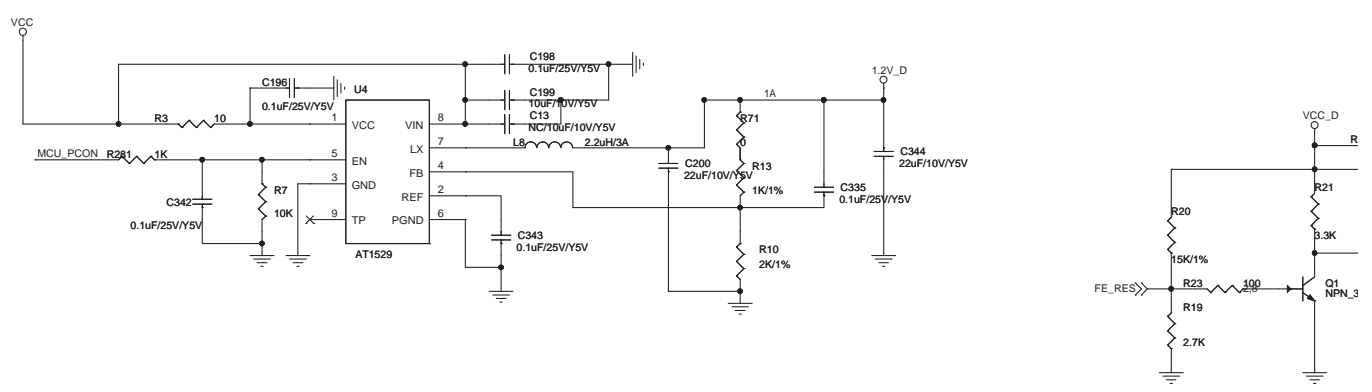 VCC
C198
0.1uF/25V/Y5V
C196
0.1uF/25V/Y5V
U4
C199
10uF/10V/Y5V
C13
NC/10uF/10V/Y5V
R3 10
1 VCC
VIN 8
MCU_PCON R281 1K
5 EN
LX 7
L8 2.2uH/3A
3 GND
FB 4
REF 2
9 TP
PGND 6
AT1529
C342
0.1uF/25V/Y5V
R7
10K
C343
0.1uF/25V/Y5V
C200
22uF/10V/Y5V
1A
R71
0
R13
1K/1%
C335
0.1uF/25V/Y5V
R10
2K/1%
1.2V_D
C344
22uF/10V/Y5V
VCC_D
R
R20
15K/1%
R21
3.3K
FE_RES
R23 100
Q1
NPN_3
R19
2.7K